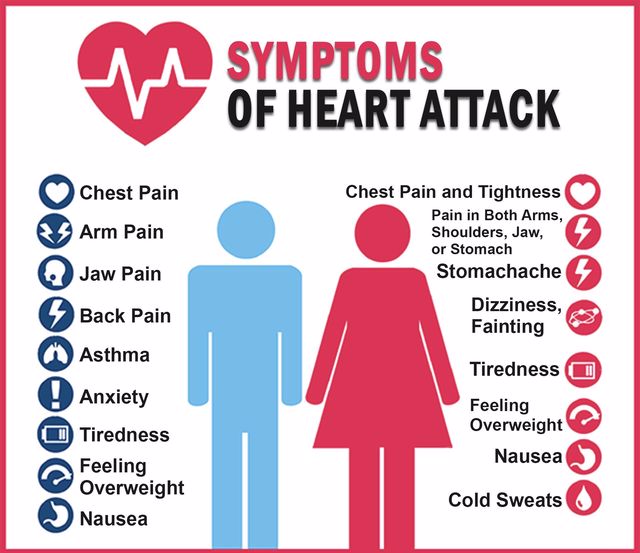 SYMPTOMS
OF HEART ATTACK
Chest Pain
Arm Pain
Jaw Pain
Back Pain
Asthma
Anxiety
Tiredness
Feeling
Overweight
Nausea
Chest Pain and Tightness
Pain in Both Arms,
Shoulders, Jaw,
or Stomach
Stomachache
Dizziness,
Fainting
Tiredness
Feeling
Overweight
Nausea
Cold Sweats